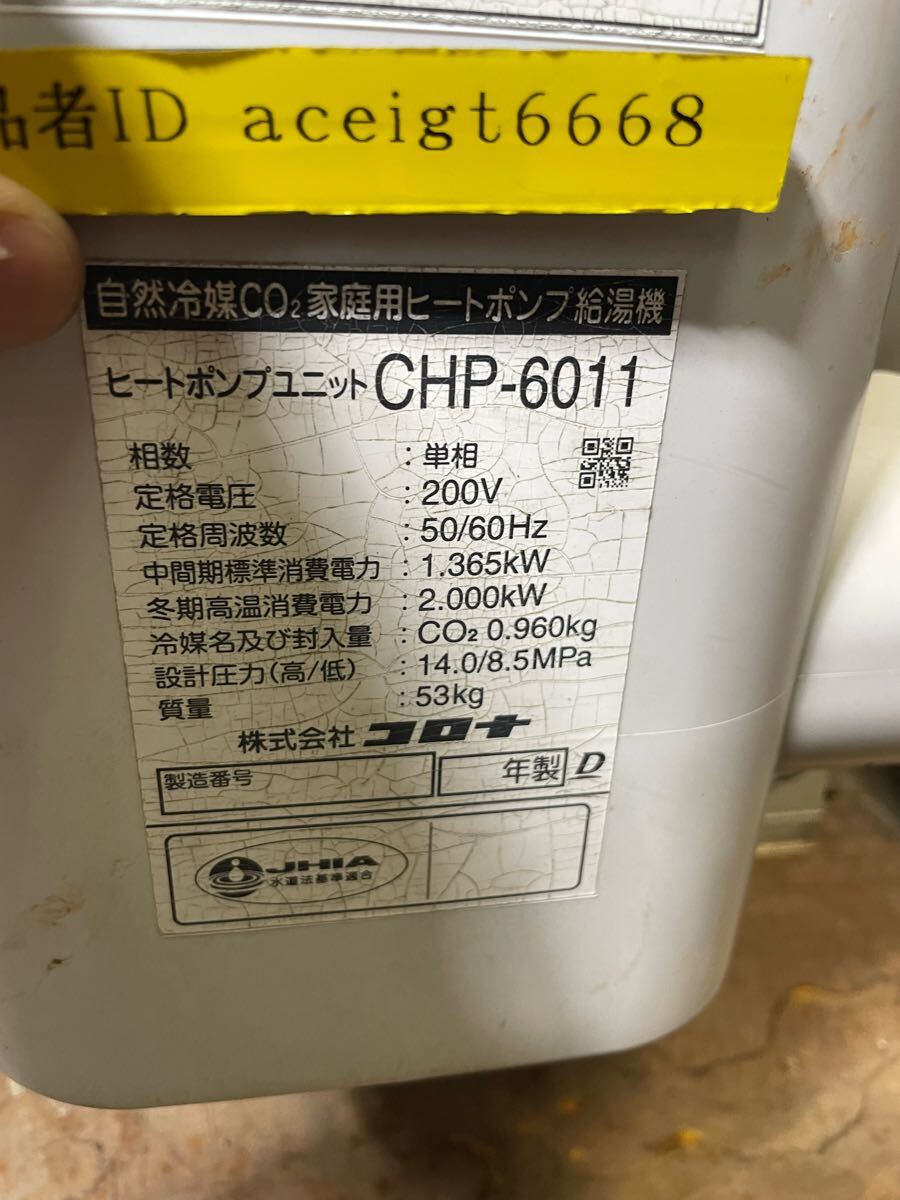 品者ID aceigt6668
自然冷媒CO₂家庭用ヒートポンプ給湯機
ヒートポンプユニット CHP-6011
相数 : 単相
定格電圧 : 200V
定格周波数 : 50/60Hz
中間期標準消費電力 : 1.365kW
冬期高温消費電力 : 2.000kW
冷媒名及び封入量 : CO₂ 0.960kg
設計圧力(高/低) : 14.0/8.5MPa
質量 : 53kg
株式会社 コロナ
製造番号 年製 D
JHIA
水道法基準適合